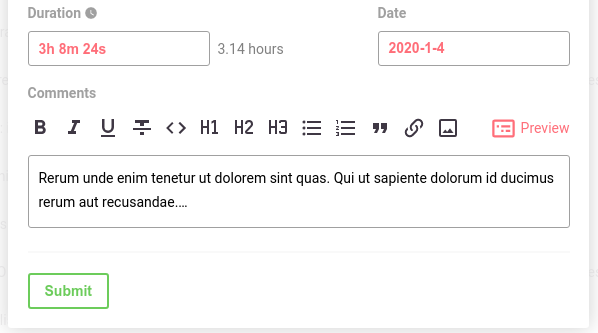 Duration Date
3h 8m 24s 3.14 hours 2020-1-4
Comments
B I U S <> H1 H2 H3 Preview
Rerum unde enim tenetur ut dolorem sint quas. Qui ut sapiente dolorum id ducimus
rerum aut recusandae....
Submit